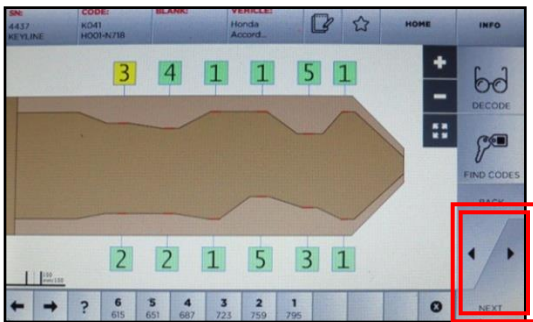 SN: CODE: BLANK: VEHICLE:
4437 K041 Honda HOME INFO
KEYLINE H001-N718 Accord...
3 4 1 1 5 1
+
-
DECODE
FIND CODES
BACK
2 2 1 5 3 1
NEXT
? 6 5 4 3 2 1
615 651 687 723 759 795